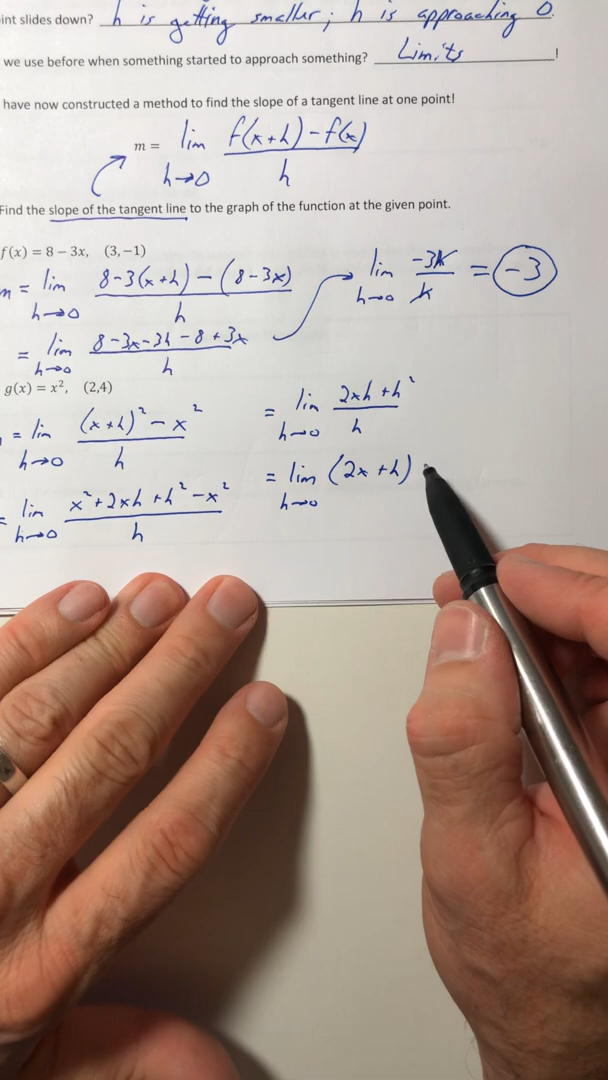 int slides down? h is getting smaller; h is approaching 0.
we use before when something started to approach something? Limits !
have now constructed a method to find the slope of a tangent line at one point!
m = lim h→0 f(x+h) - f(x) / h
Find the slope of the tangent line to the graph of the function at the given point.
f(x) = 8 − 3x, (3, −1)
m = lim h→0 8-3(x+h) - (8-3x) / h
= lim h→0 8-3x-3h-8+3x / h
lim h→0 -3h / h = -3
g(x) = x², (2,4)
= lim h→0 (x+h)² - x² / h
= lim h→0 x²+2xh+h²-x² / h
= lim h→0 2xh+h² / h
= lim h→0 (2x+h)